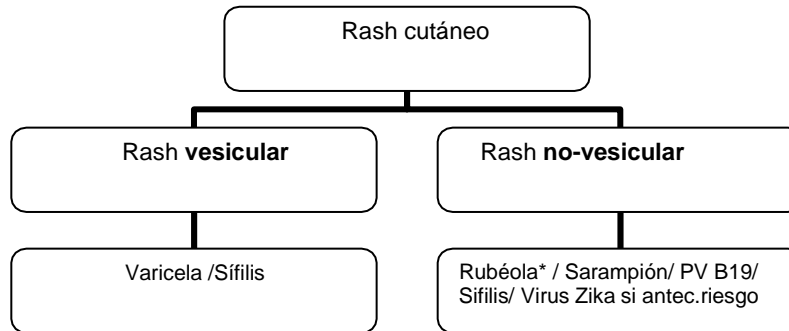 Rash cutáneo
Rash vesicular
Rash no-vesicular
Varicela /Sífilis
Rubéola* / Sarampión/ PV B19/
Sifilis/ Virus Zika si antec.riesgo